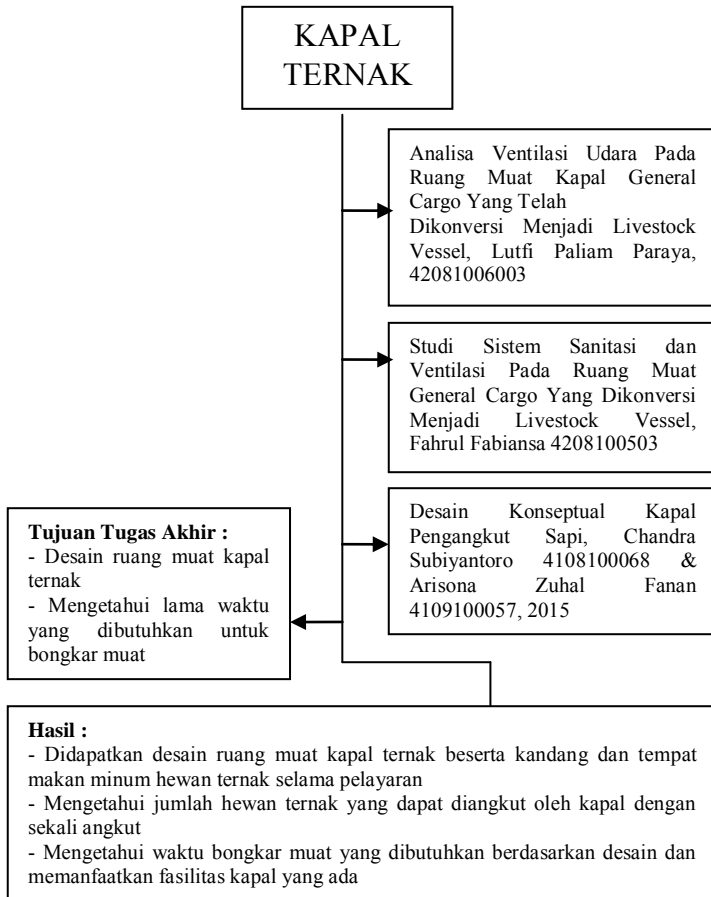 KAPAL
TERNAK
Analisa Ventilasi Udara Pada
Ruang Muat Kapal General
Cargo Yang Telah
Dikonversi Menjadi Livestock
Vessel, Lutfi Paliam Paraya,
42081006003
Studi Sistem Sanitasi dan
Ventilasi Pada Ruang Muat
General Cargo Yang Dikonversi
Menjadi Livestock Vessel,
Fahrul Fabiansa 4208100503
Desain Konseptual Kapal
Pengangkut Sapi, Chandra
Subiyantoro 4108100068 &
Arisona Zuhal Fanan
4109100057, 2015
Tujuan Tugas Akhir :
- Desain ruang muat kapal
ternak
- Mengetahui lama waktu
yang dibutuhkan untuk
bongkar muat
Hasil :
- Didapatkan desain ruang muat kapal ternak beserta kandang dan tempat
makan minum hewan ternak selama pelayaran
- Mengetahui jumlah hewan ternak yang dapat diangkut oleh kapal dengan
sekali angkut
- Mengetahui waktu bongkar muat yang dibutuhkan berdasarkan desain dan
memanfaatkan fasilitas kapal yang ada